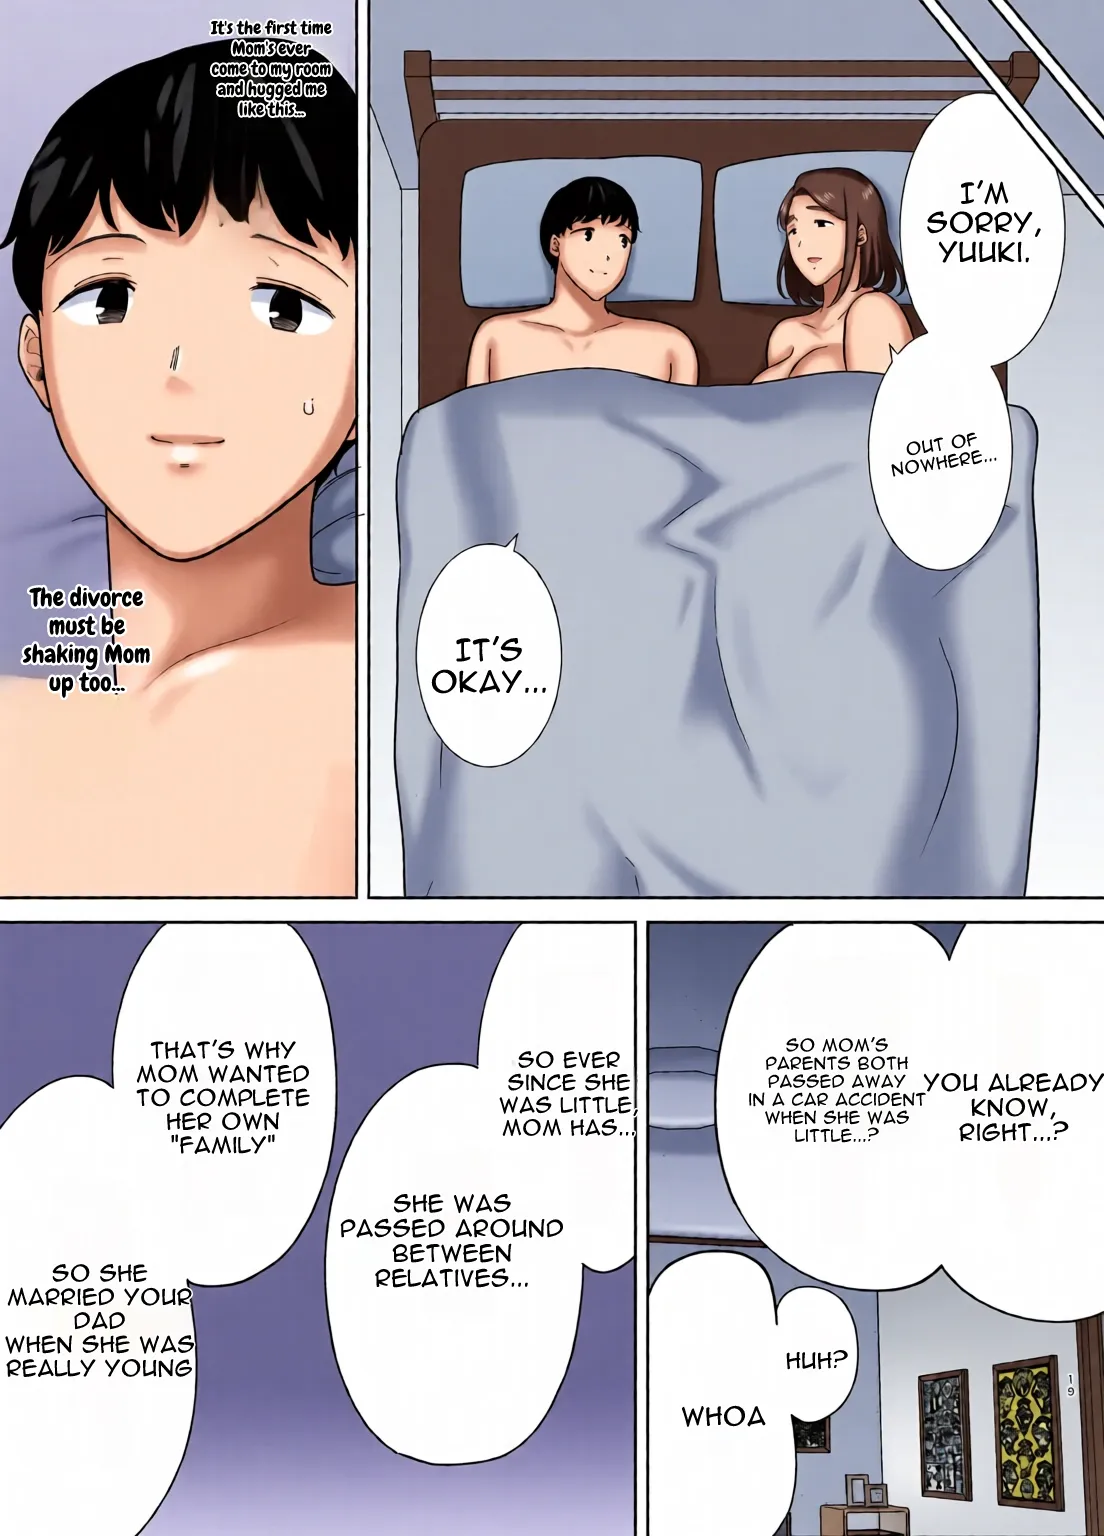 I'M
SORRY,
YUUKI.
OUT OF
NOWHERE...
IT'S
OKAY...
It's the first time
Mom's ever
come to my room
and hugged me
like this...
The divorce
must be
shaking Mom
up too...
YOU ALREADY
KNOW,
RIGHT...?
SO MOM'S
PARENTS BOTH
PASSED AWAY
IN A CAR ACCIDENT
WHEN SHE WAS
LITTLE...?
HUH?
WHOA
19
SO EVER
SINCE SHE
WAS LITTLE,
MOM HAS...
SHE WAS
PASSED AROUND
BETWEEN
RELATIVES...
THAT'S WHY
MOM WANTED
TO COMPLETE
HER OWN
"FAMILY"
SO SHE
MARRIED YOUR
DAD
WHEN SHE WAS
REALLY YOUNG